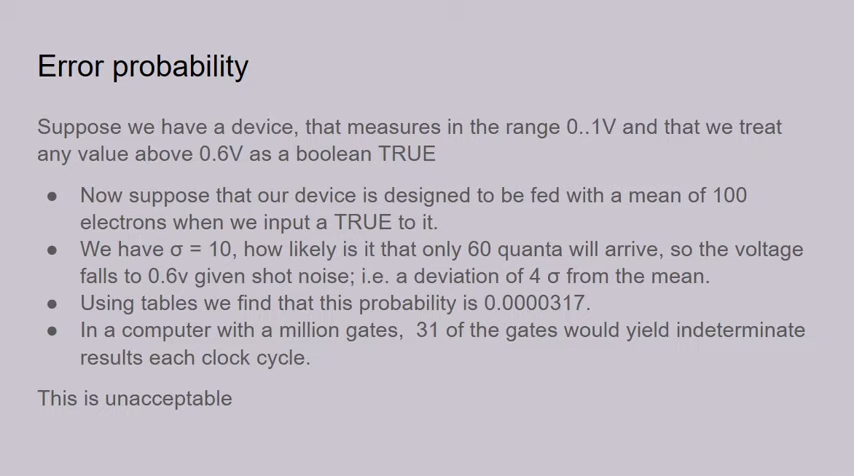 Error probability
Suppose we have a device, that measures in the range 0..1V and that we treat
any value above 0.6V as a boolean TRUE
● Now suppose that our device is designed to be fed with a mean of 100
electrons when we input a TRUE to it.
● We have σ = 10, how likely is it that only 60 quanta will arrive, so the voltage
falls to 0.6v given shot noise; i.e. a deviation of 4 σ from the mean.
● Using tables we find that this probability is 0.0000317.
● In a computer with a million gates,  31 of the gates would yield indeterminate
results each clock cycle.
This is unacceptable